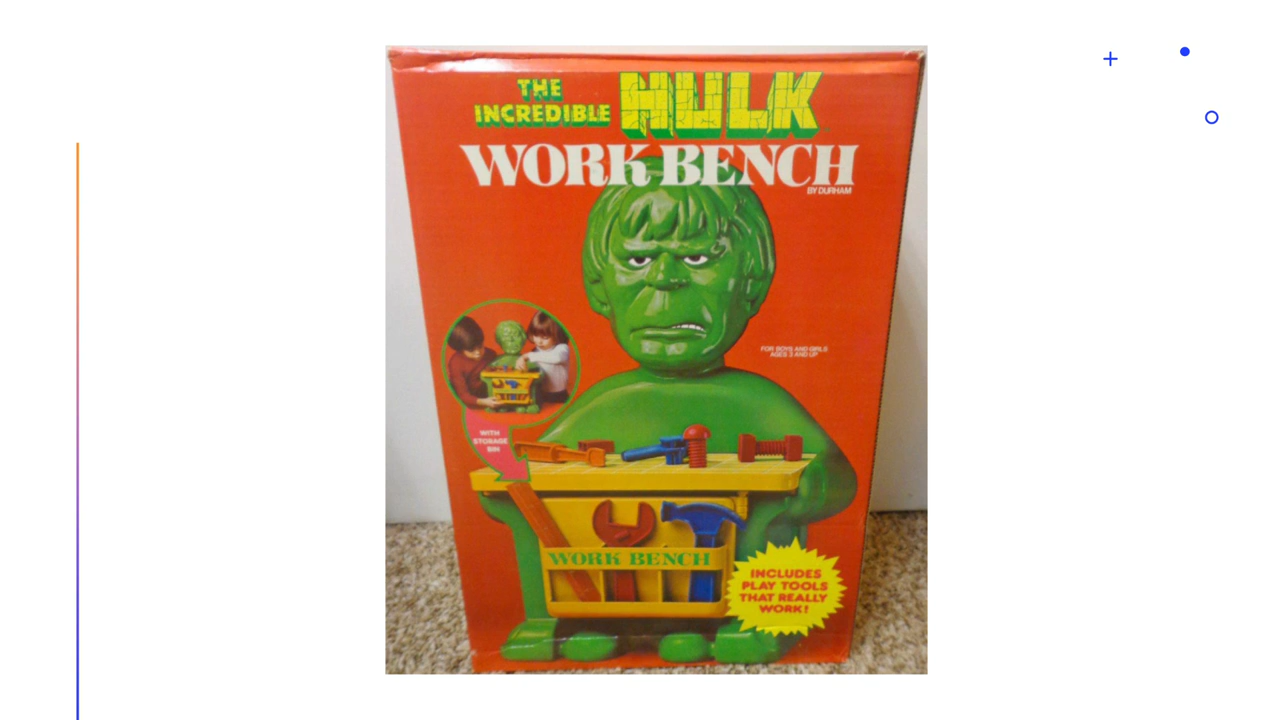 THE
INCREDIBLE HULK
WORK BENCH
BY DURHAM
FOR BOYS AND GIRLS
AGES 3 AND UP
WITH
STORAGE
BIN
WORK BENCH
INCLUDES
PLAY TOOLS
THAT REALLY
WORK!